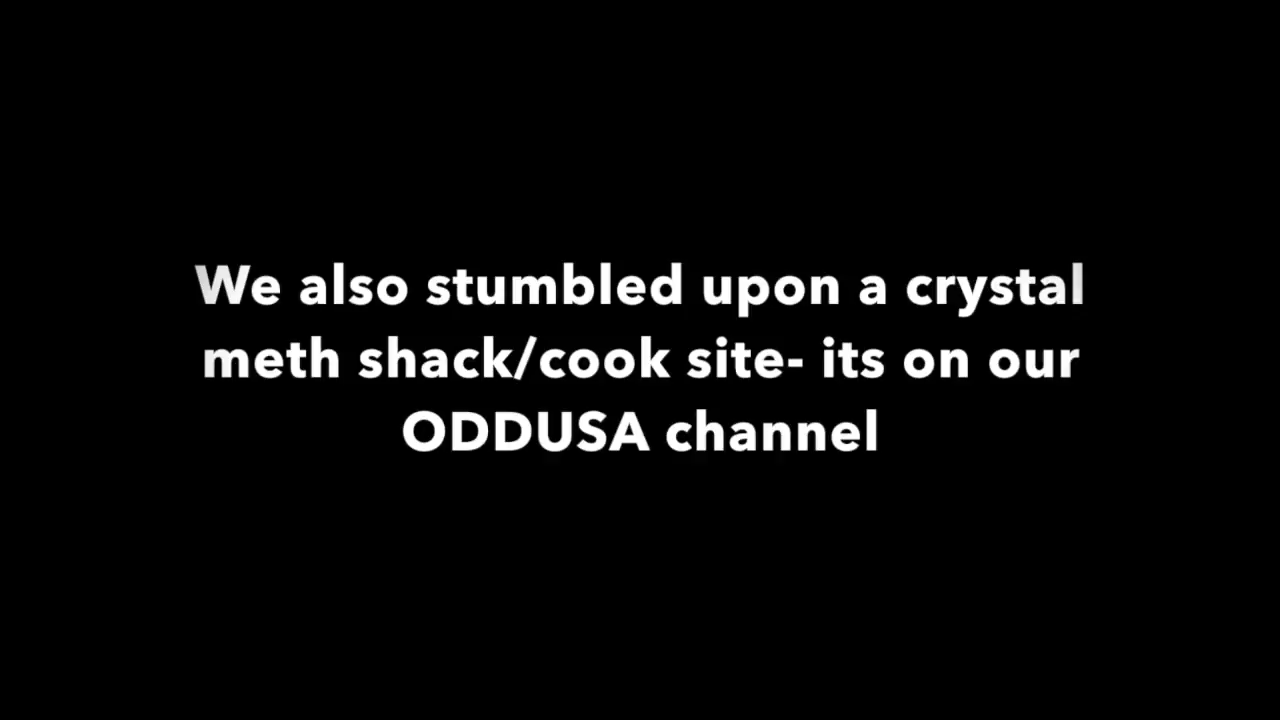 We also stumbled upon a crystal
meth shack/cook site- its on our
ODDUSA channel